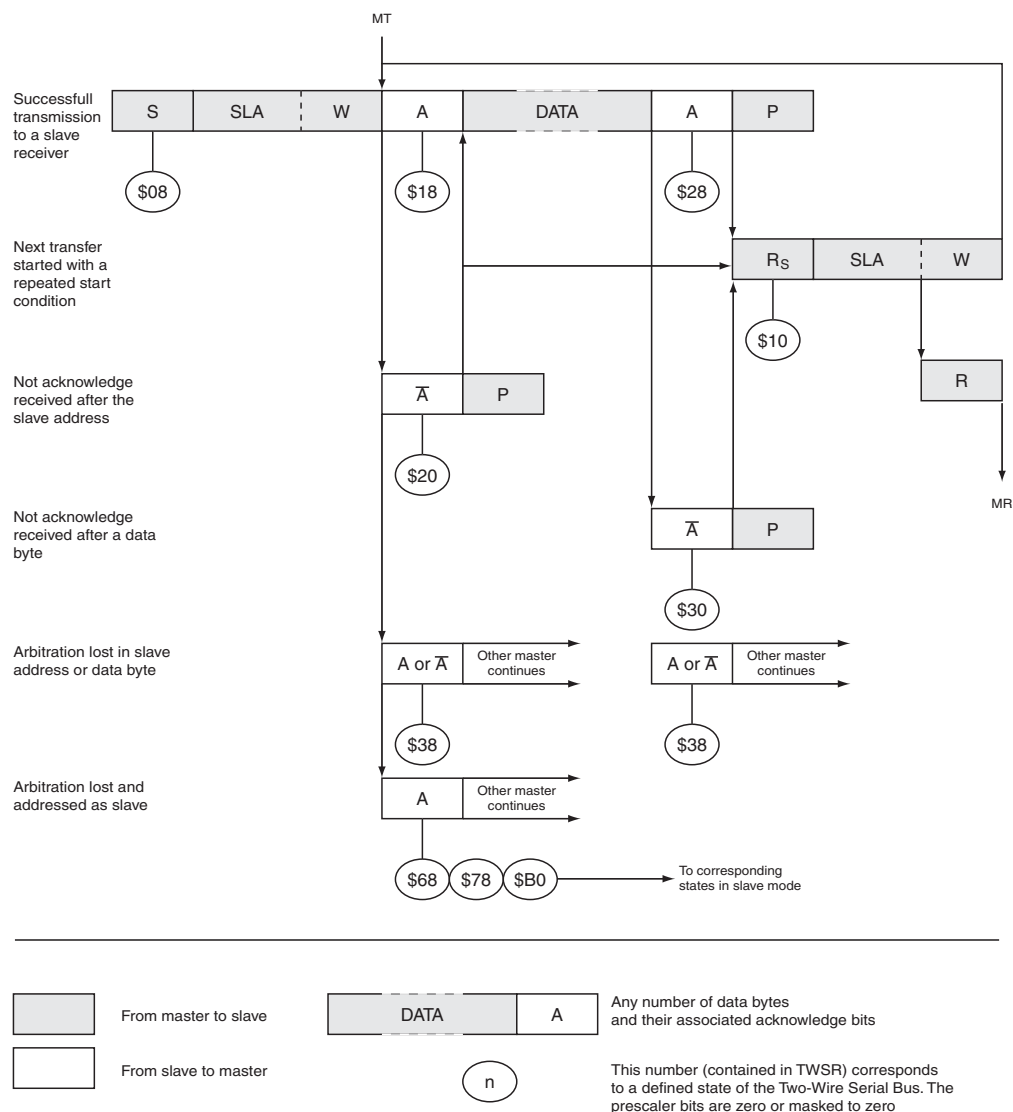 MT
Successfull
transmission
to a slave
receiver
S SLA W A DATA A P
$08 $18 $28
Next transfer
started with a
repeated start
condition
RS SLA W
$10
Not acknowledge
received after the
slave address
A̅ P
R
$20
MR
Not acknowledge
received after a data
byte
A̅ P
$30
Arbitration lost in slave
address or data byte
A or A̅
Other master
continues
A or A̅
Other master
continues
$38 $38
Arbitration lost and
addressed as slave
A
Other master
continues
$68 $78 $B0
To corresponding
states in slave mode
From master to slave
DATA A
Any number of data bytes
and their associated acknowledge bits
From slave to master
n
This number (contained in TWSR) corresponds
to a defined state of the Two-Wire Serial Bus. The
prescaler bits are zero or masked to zero